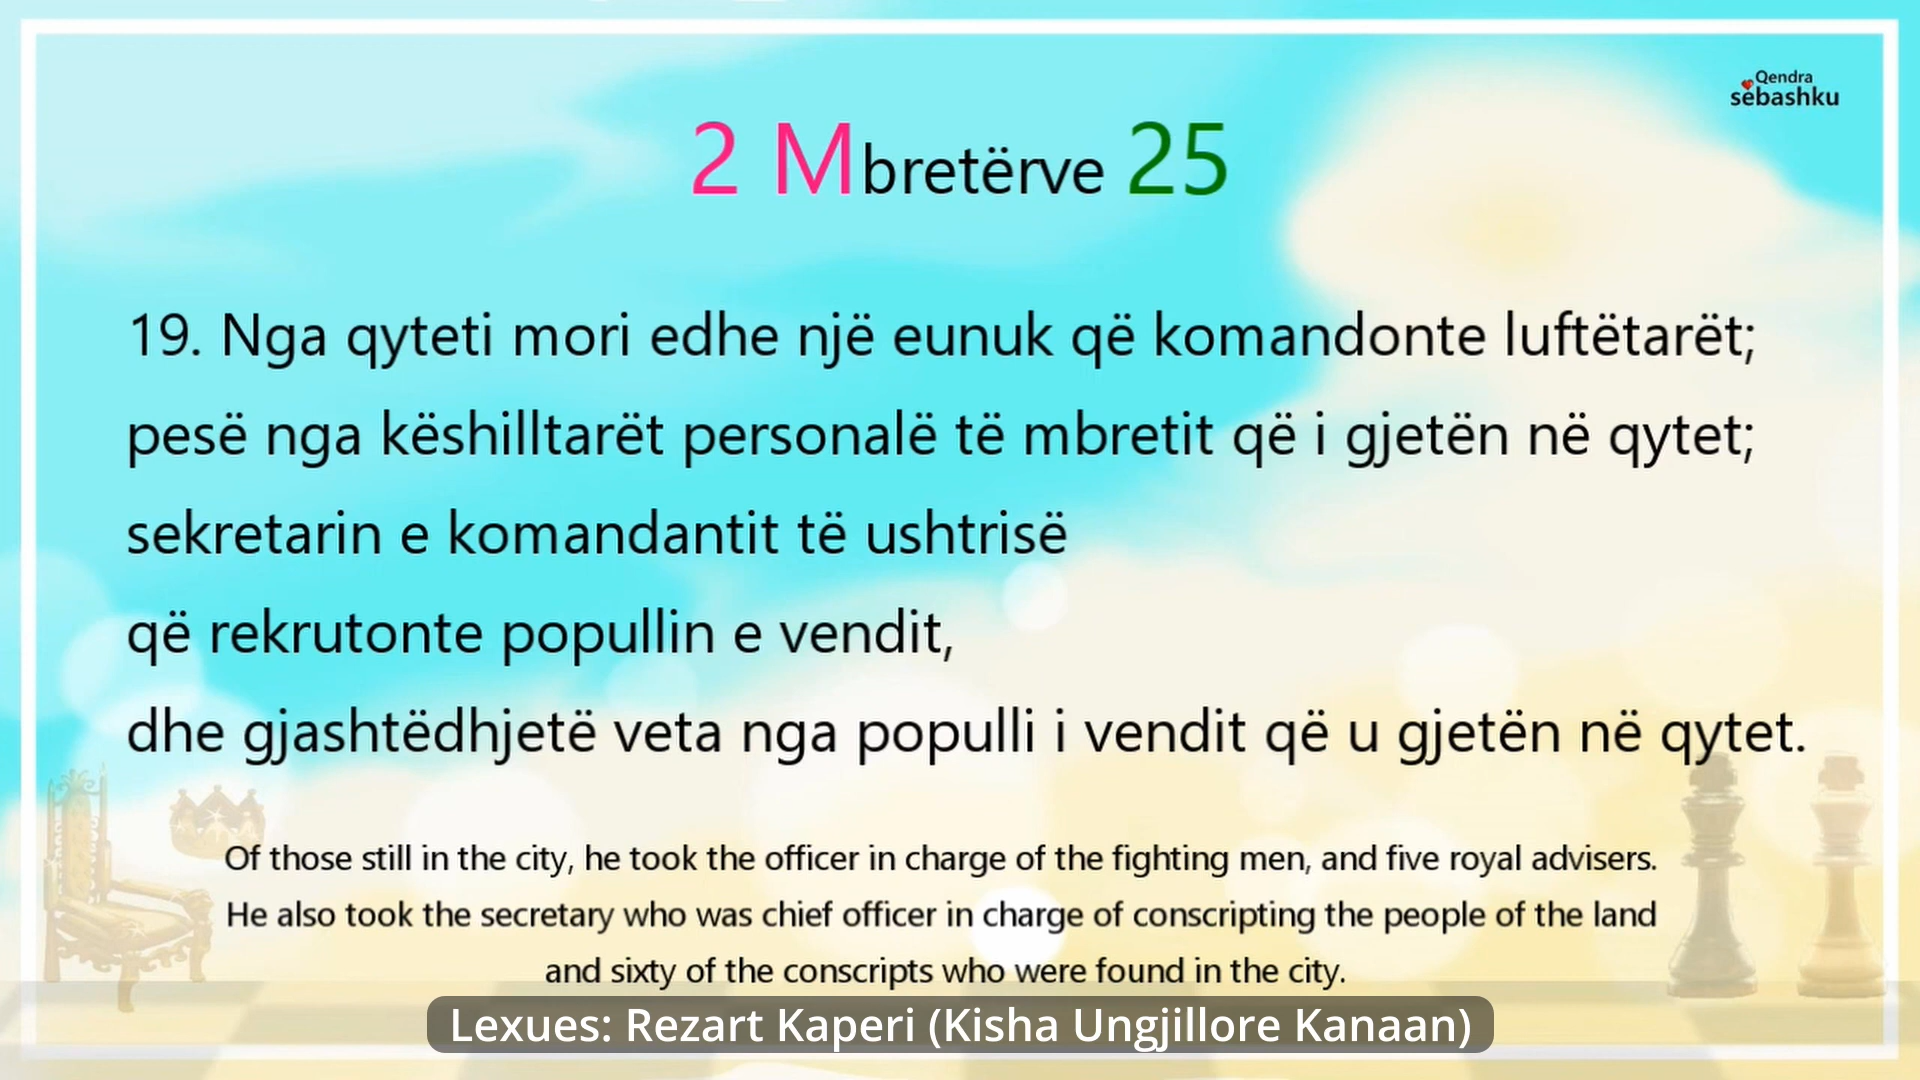 Qendra
sëbashku
2 Mbretërve 25
19. Nga qyteti mori edhe një eunuk që komandonte luftëtarët;
pesë nga këshilltarët personalë të mbretit që i gjetën në qytet;
sekretarin e komandantit të ushtrisë
që rekrutonte popullin e vendit,
dhe gjashtëdhjetë veta nga populli i vendit që u gjetën në qytet.
Of those still in the city, he took the officer in charge of the fighting men, and five royal advisers.
He also took the secretary who was chief officer in charge of conscripting the people of the land
and sixty of the conscripts who were found in the city.
Lexues: Rezart Kaperi (Kisha Ungjillore Kanaan)